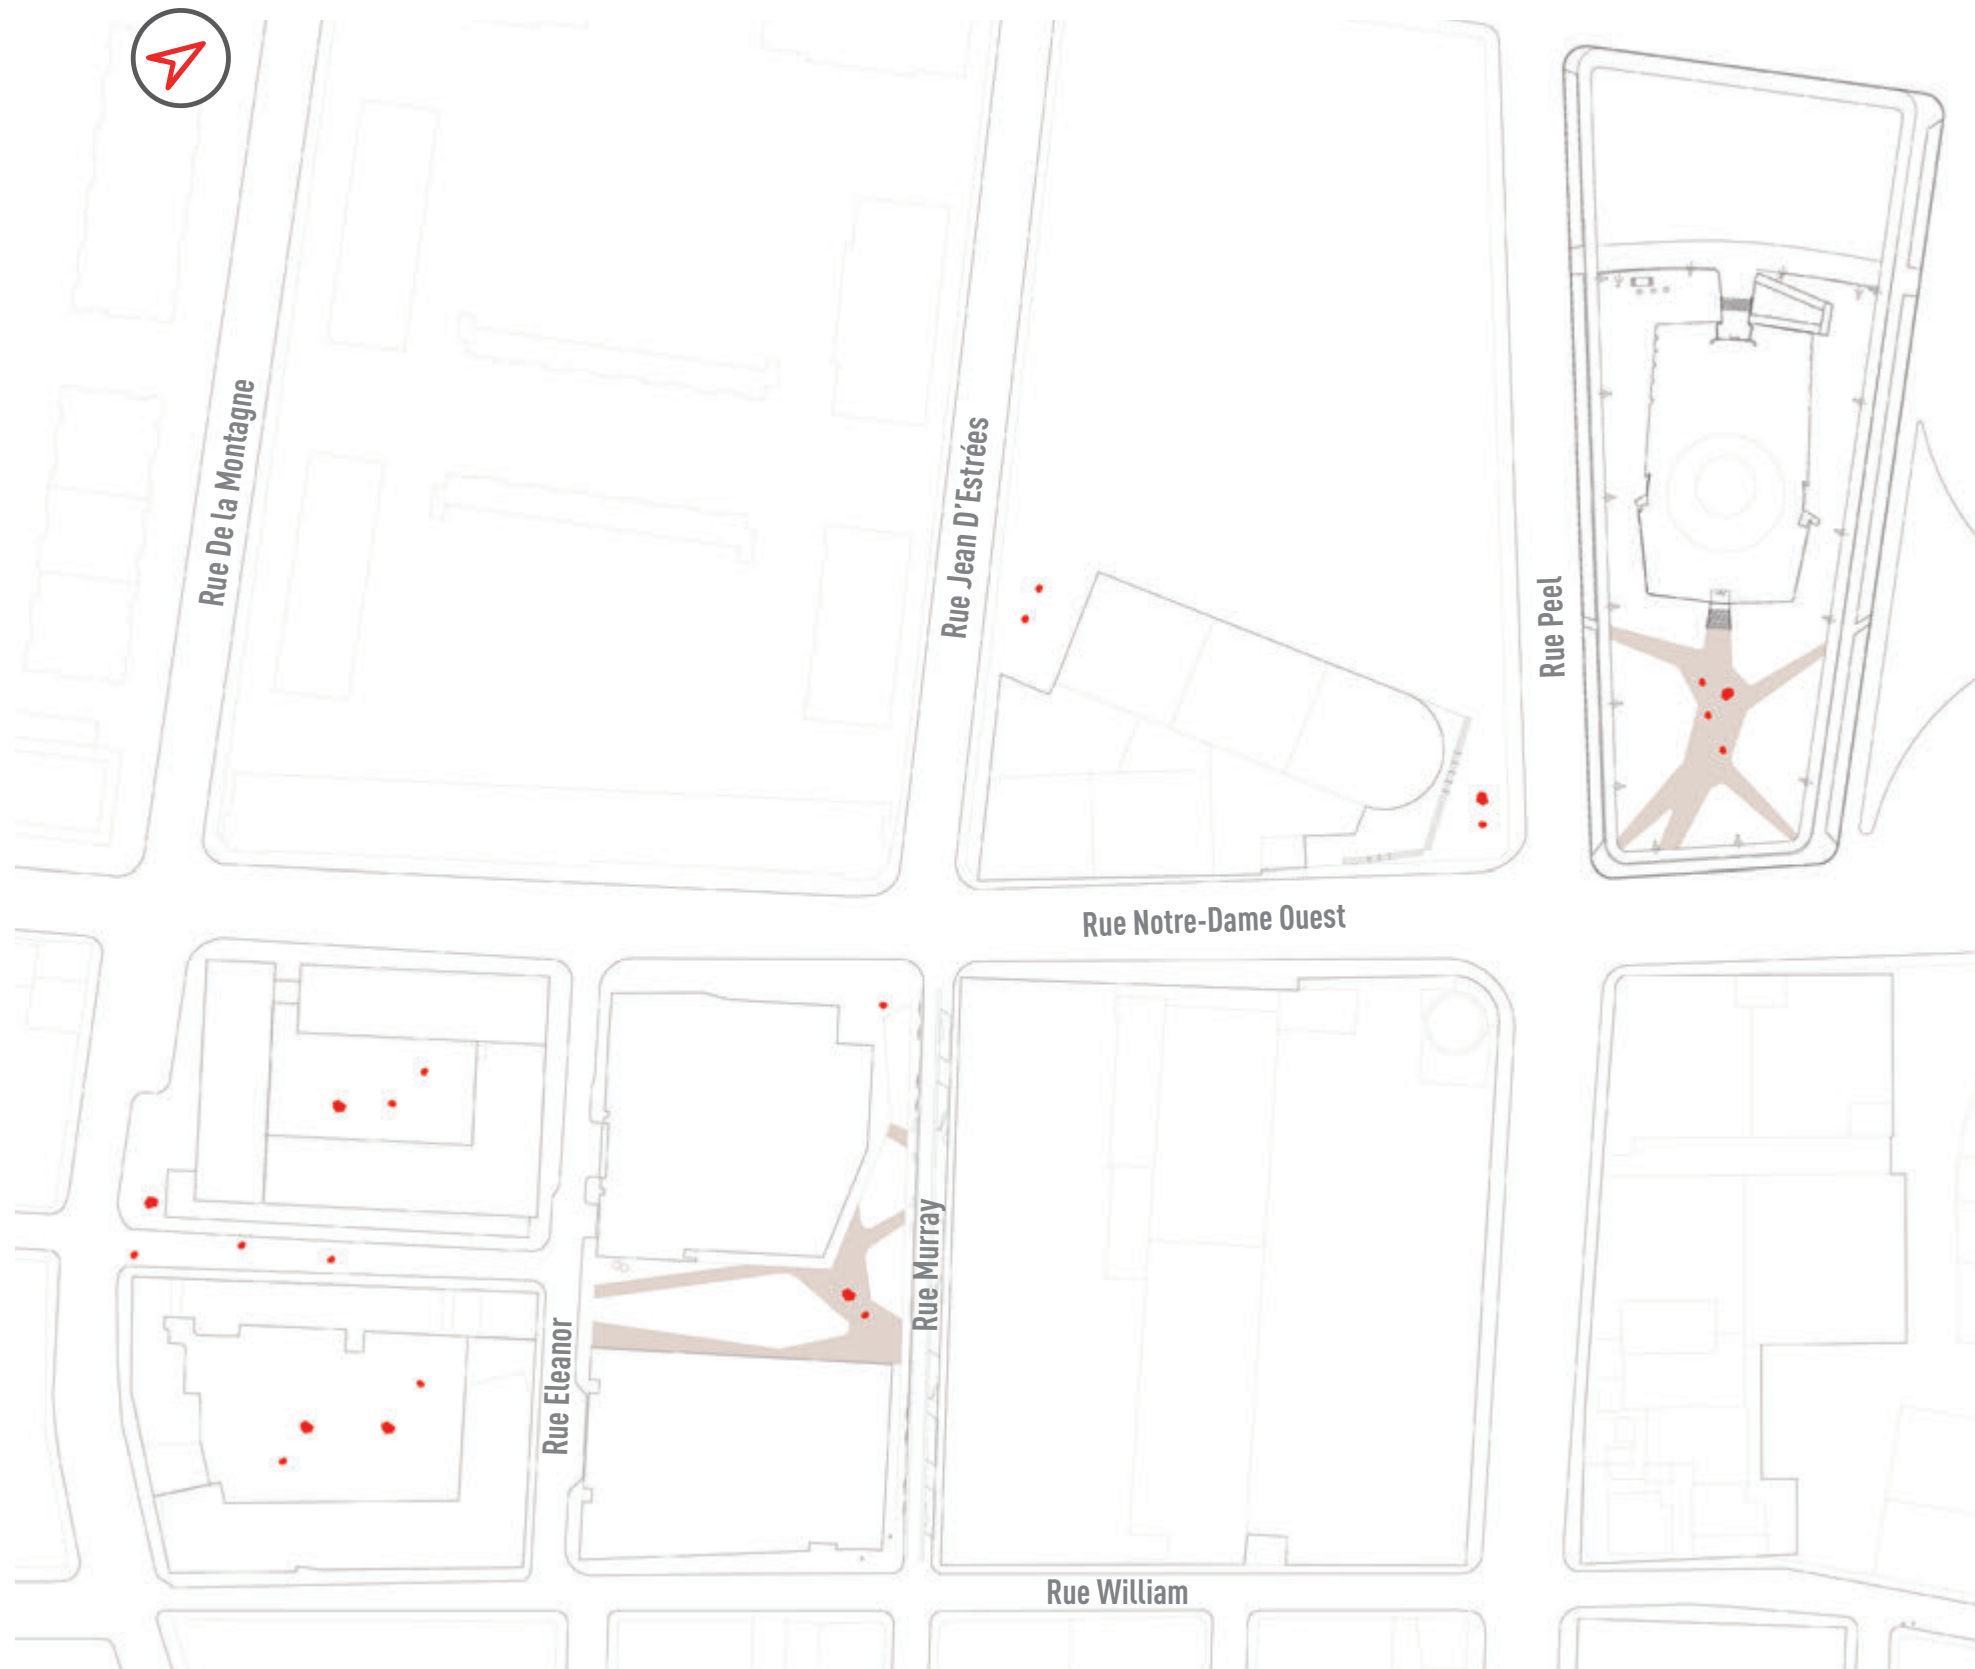 Rue De la Montagne
Rue Jean D'Estrées
Rue Peel
Rue Notre-Dame Ouest
Rue Murray
Rue Eleanor
Rue William